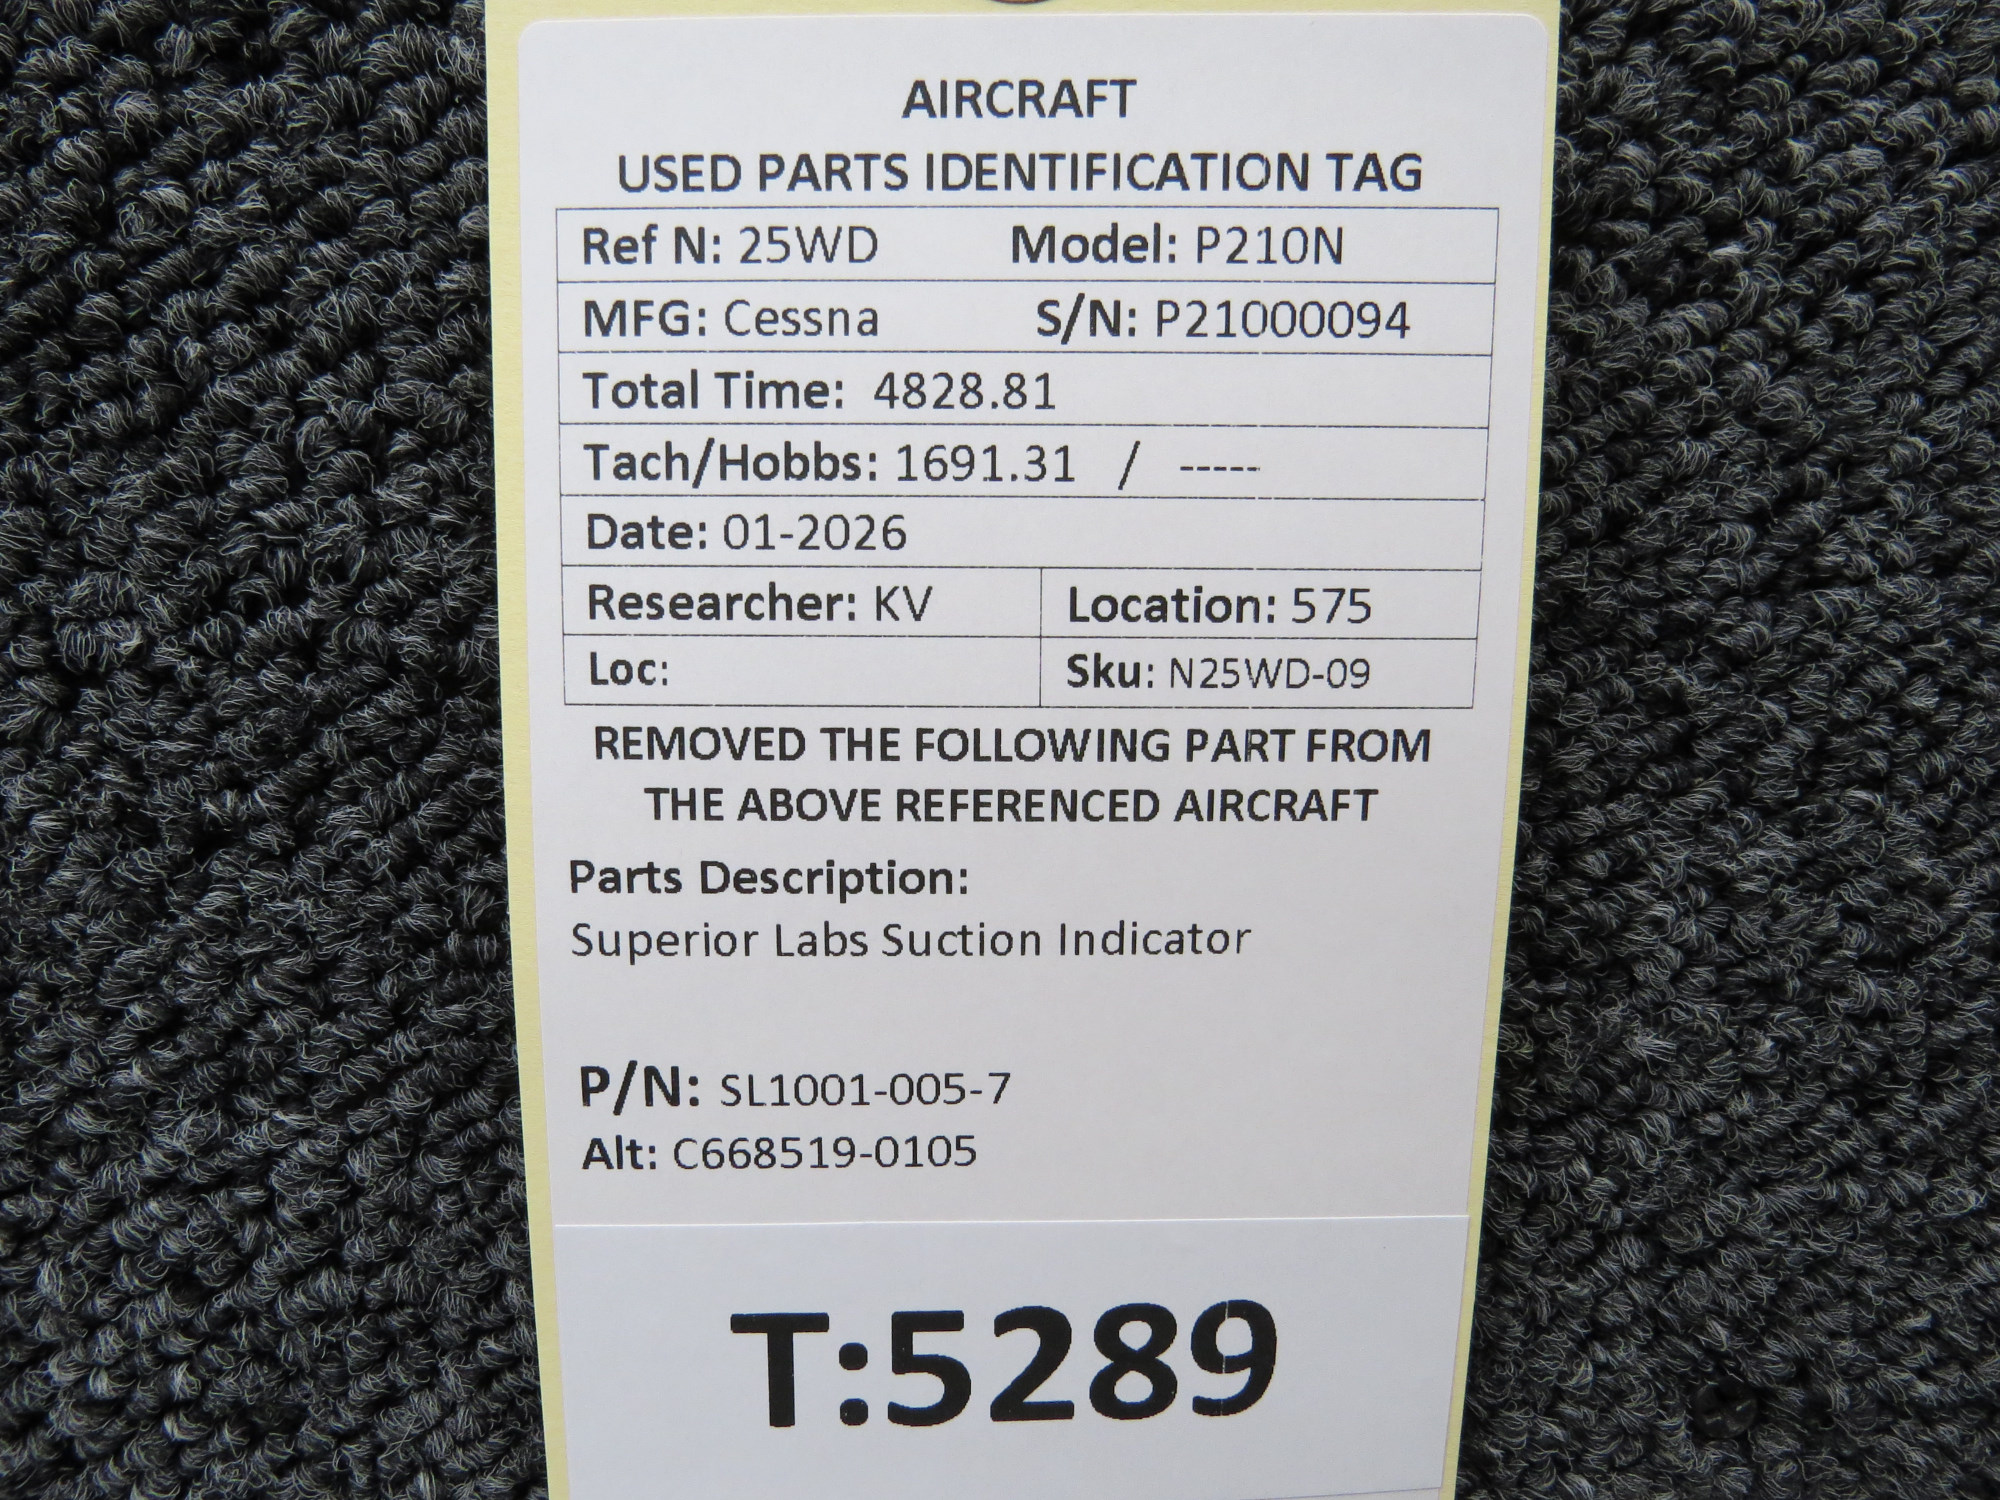 AIRCRAFT
USED PARTS IDENTIFICATION TAG
Ref N: 25WD Model: P210N
MFG: Cessna S/N: P21000094
Total Time: 4828.81
Tach/Hobbs: 1691.31 / -----
Date: 01-2026
Researcher: KV Location: 575
Loc: Sku: N25WD-09
REMOVED THE FOLLOWING PART FROM
THE ABOVE REFERENCED AIRCRAFT
Parts Description:
Superior Labs Suction Indicator
P/N: SL1001-005-7
Alt: C668519-0105
T:5289